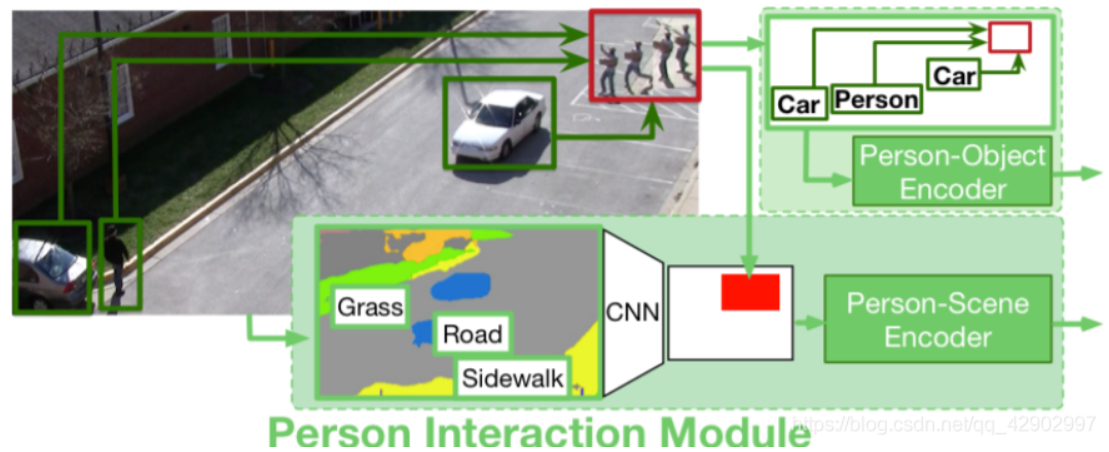 Car
Person
Car
Person-Object
Encoder
Grass
Road
Sidewalk
CNN
Person-Scene
Encoder
Person Interaction Module
https://blog.csdn.net/qq_42902997